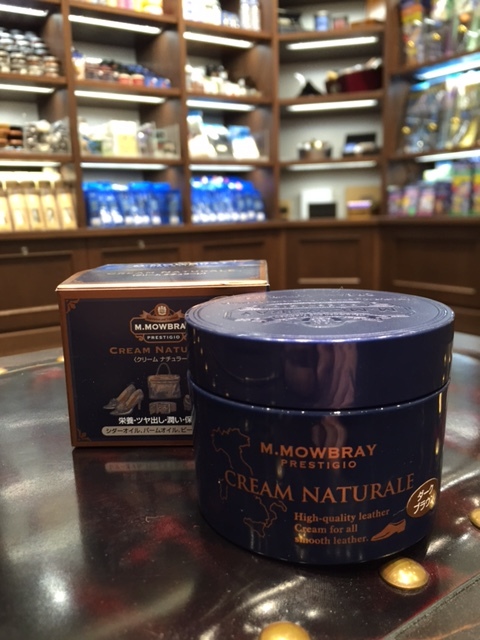 M.MOWBRAY
PRESTIGIO
CREAM NATURALE
High-quality leather
Cream for all
smooth leather.
ダーク
ブラウン
CREAM NATURALE
M.MOWBRAY
PRESTIGIO
CREAM NATU
(クリーム ナチュラー
栄養・ツヤ出し・潤い・保
シダーオイル、パームオイル、ビー